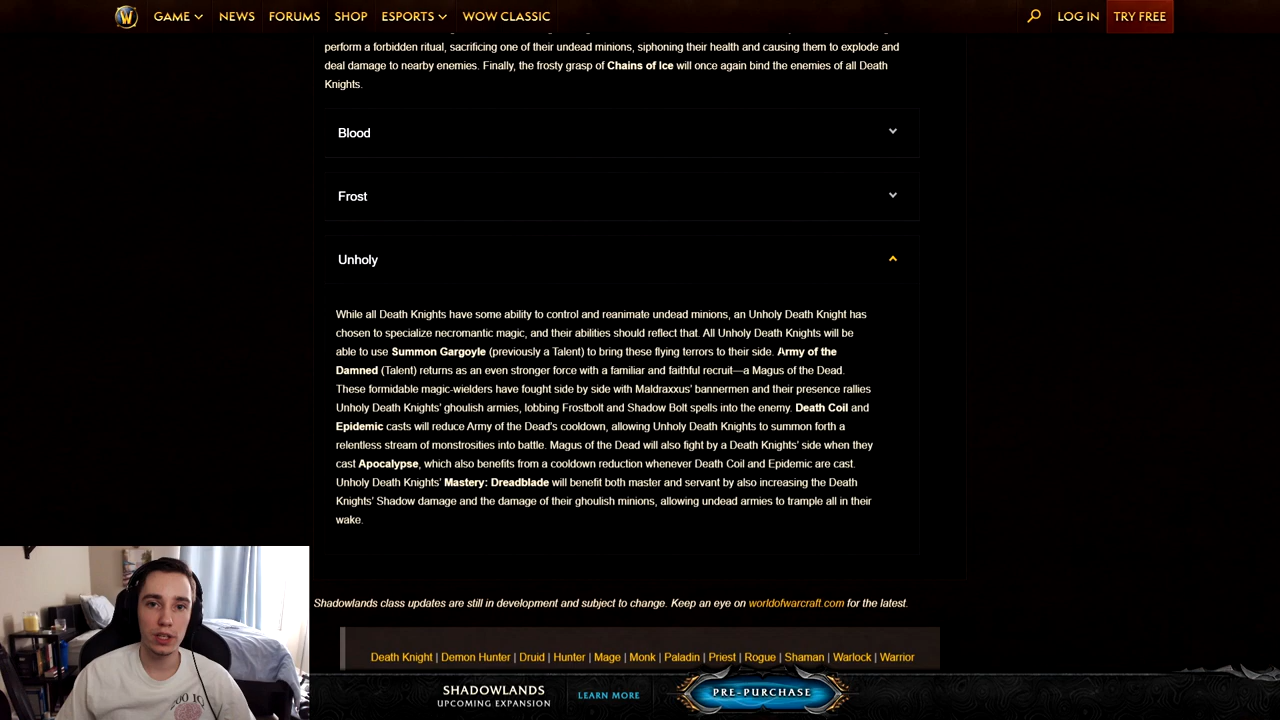 W GAME NEWS FORUMS SHOP ESPORTS WOW CLASSIC LOG IN TRY FREE
perform a forbidden ritual, sacrificing one of their undead minions, siphoning their health and causing them to explode and
deal damage to nearby enemies. Finally, the frosty grasp of Chains of Ice will once again bind the enemies of all Death
Knights.
Blood
Frost
Unholy
While all Death Knights have some ability to control and reanimate undead minions, an Unholy Death Knight has
chosen to specialize necromantic magic, and their abilities should reflect that. All Unholy Death Knights will be
able to use Summon Gargoyle (previously a Talent) to bring these flying terrors to their side. Army of the
Damned (Talent) returns as an even stronger force with a familiar and faithful recruit—a Magus of the Dead.
These formidable magic-wielders have fought side by side with Maldraxxus' bannermen and their presence rallies
Unholy Death Knights' ghoulish armies, lobbing Frostbolt and Shadow Bolt spells into the enemy. Death Coil and
Epidemic casts will reduce Army of the Dead's cooldown, allowing Unholy Death Knights to summon forth a
relentless stream of monstrosities into battle. Magus of the Dead will also fight by a Death Knights' side when they
cast Apocalypse, which also benefits from a cooldown reduction whenever Death Coil and Epidemic are cast.
Unholy Death Knights' Mastery: Dreadblade will benefit both master and servant by also increasing the Death
Knights' Shadow damage and the damage of their ghoulish minions, allowing undead armies to trample all in their
wake.
Shadowlands class updates are still in development and subject to change. Keep an eye on worldofwarcraft.com for the latest.
Death Knight | Demon Hunter | Druid | Hunter | Mage | Monk | Paladin | Priest | Rogue | Shaman | Warlock | Warrior
SHADOWLANDS
UPCOMING EXPANSION
LEARN MORE
PRE-PURCHASE